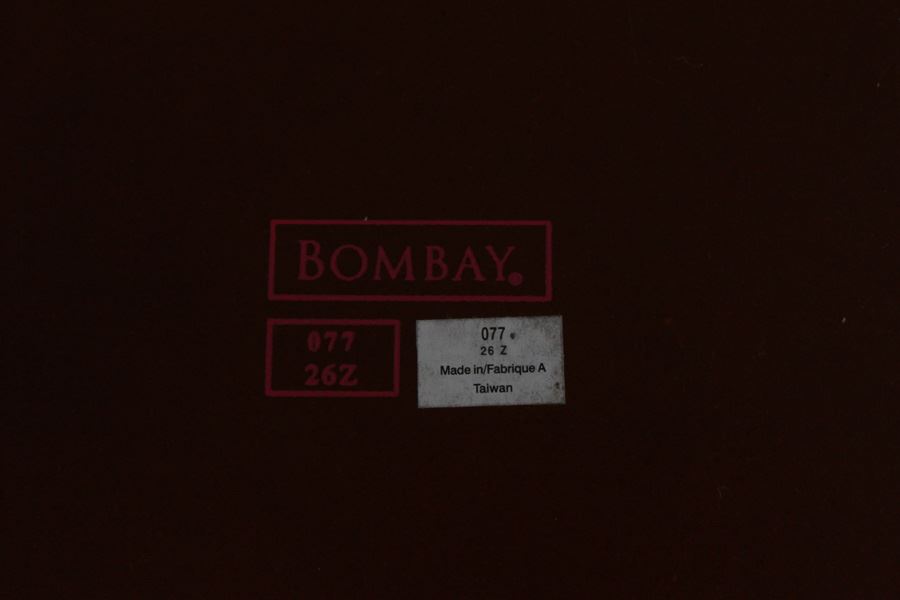 BOMBAY®
077
26Z
077
26 Z
Made in/Fabrique A
Taiwan